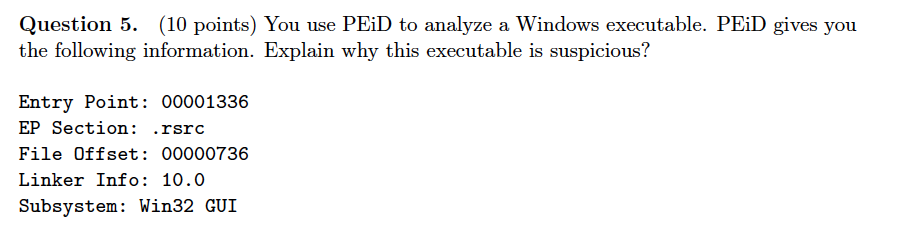 Question 5. (10 points) You use PEiD to analyze a Windows executable. PEiD gives you
the following information. Explain why this executable is suspicious?
Entry Point: 00001336
EP Section: .rsrc
File Offset: 00000736
Linker Info: 10.0
Subsystem: Win32 GUI